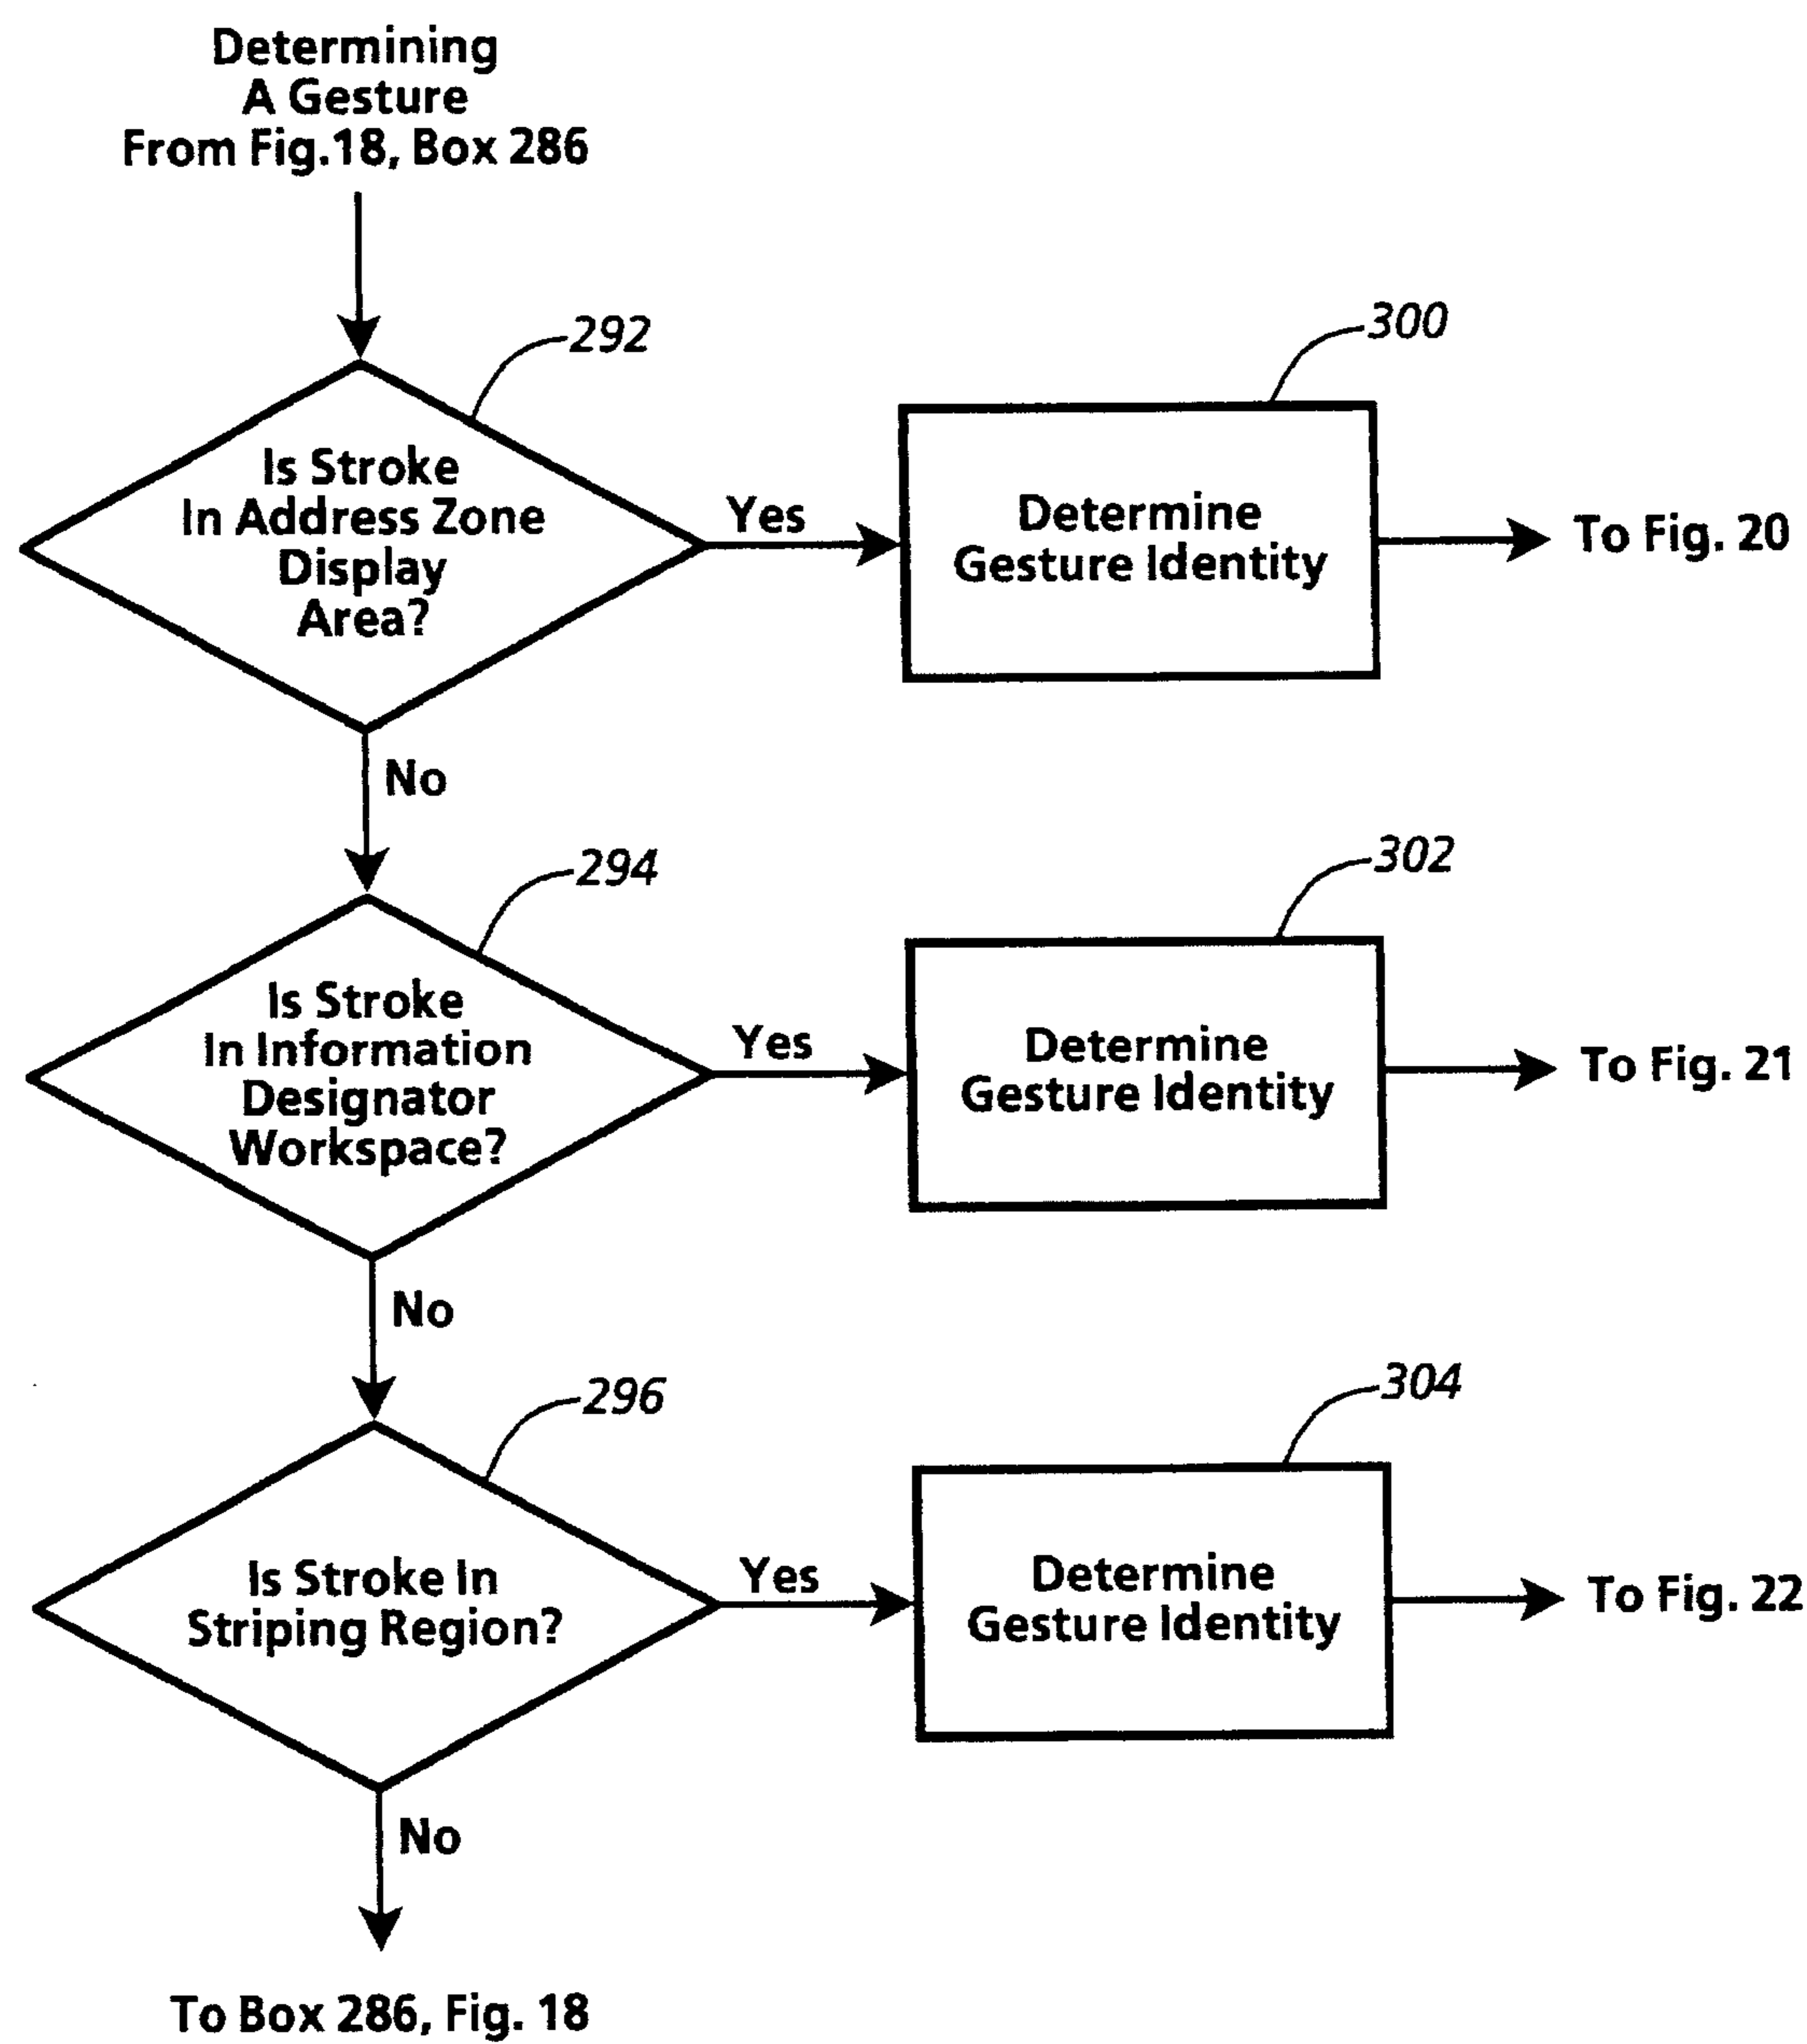 Determining
A Gesture
From Fig.18, Box 286
292
300
Is Stroke
In Address Zone
Display
Area?
Yes
Determine
Gesture Identity
To Fig. 20
No
294
302
Is Stroke
In Information
Designator
Workspace?
Yes
Determine
Gesture Identity
To Fig. 21
No
296
304
Is Stroke In
Striping Region?
Yes
Determine
Gesture Identity
To Fig. 22
No
To Box 286, Fig. 18